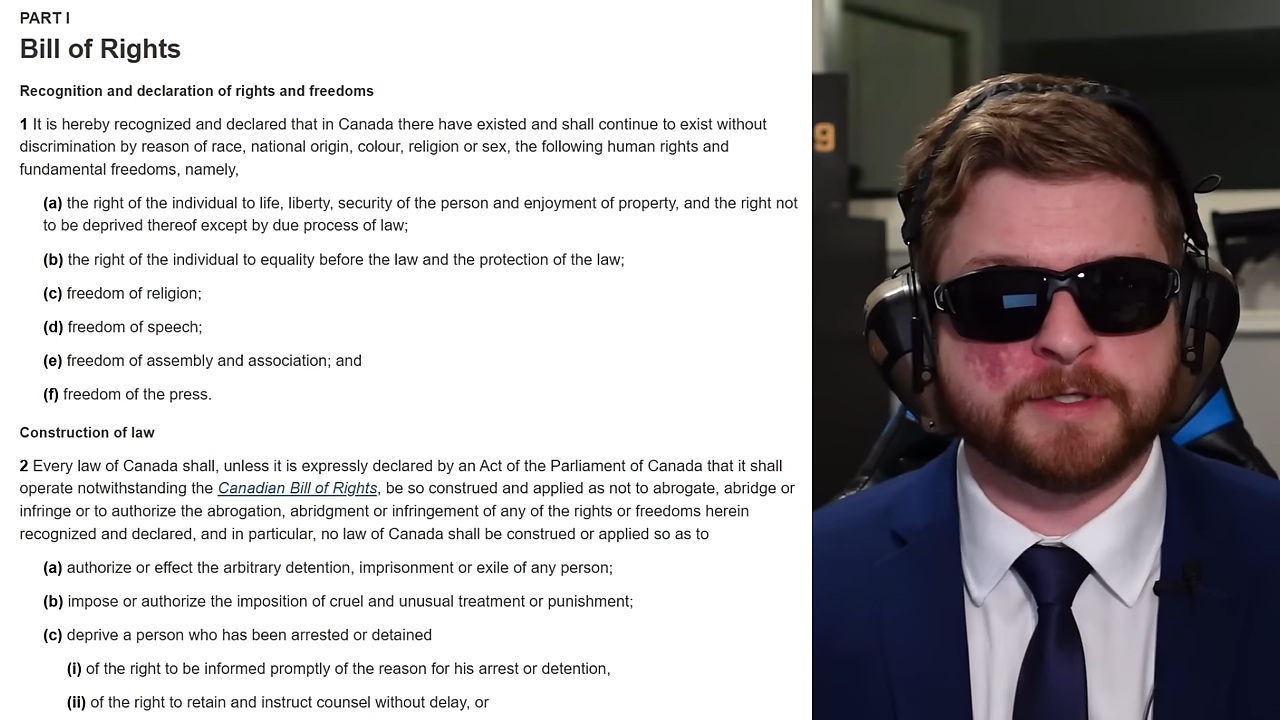 PART I
Bill of Rights
Recognition and declaration of rights and freedoms
1 It is hereby recognized and declared that in Canada there have existed and shall continue to exist without
discrimination by reason of race, national origin, colour, religion or sex, the following human rights and
fundamental freedoms, namely,
(a) the right of the individual to life, liberty, security of the person and enjoyment of property, and the right not
to be deprived thereof except by due process of law;
(b) the right of the individual to equality before the law and the protection of the law;
(c) freedom of religion;
(d) freedom of speech;
(e) freedom of assembly and association; and
(f) freedom of the press.
Construction of law
2 Every law of Canada shall, unless it is expressly declared by an Act of the Parliament of Canada that it shall
operate notwithstanding the Canadian Bill of Rights, be so construed and applied as not to abrogate, abridge or
infringe or to authorize the abrogation, abridgment or infringement of any of the rights or freedoms herein
recognized and declared, and in particular, no law of Canada shall be construed or applied so as to
(a) authorize or effect the arbitrary detention, imprisonment or exile of any person;
(b) impose or authorize the imposition of cruel and unusual treatment or punishment;
(c) deprive a person who has been arrested or detained
(i) of the right to be informed promptly of the reason for his arrest or detention,
(ii) of the right to retain and instruct counsel without delay, or
9